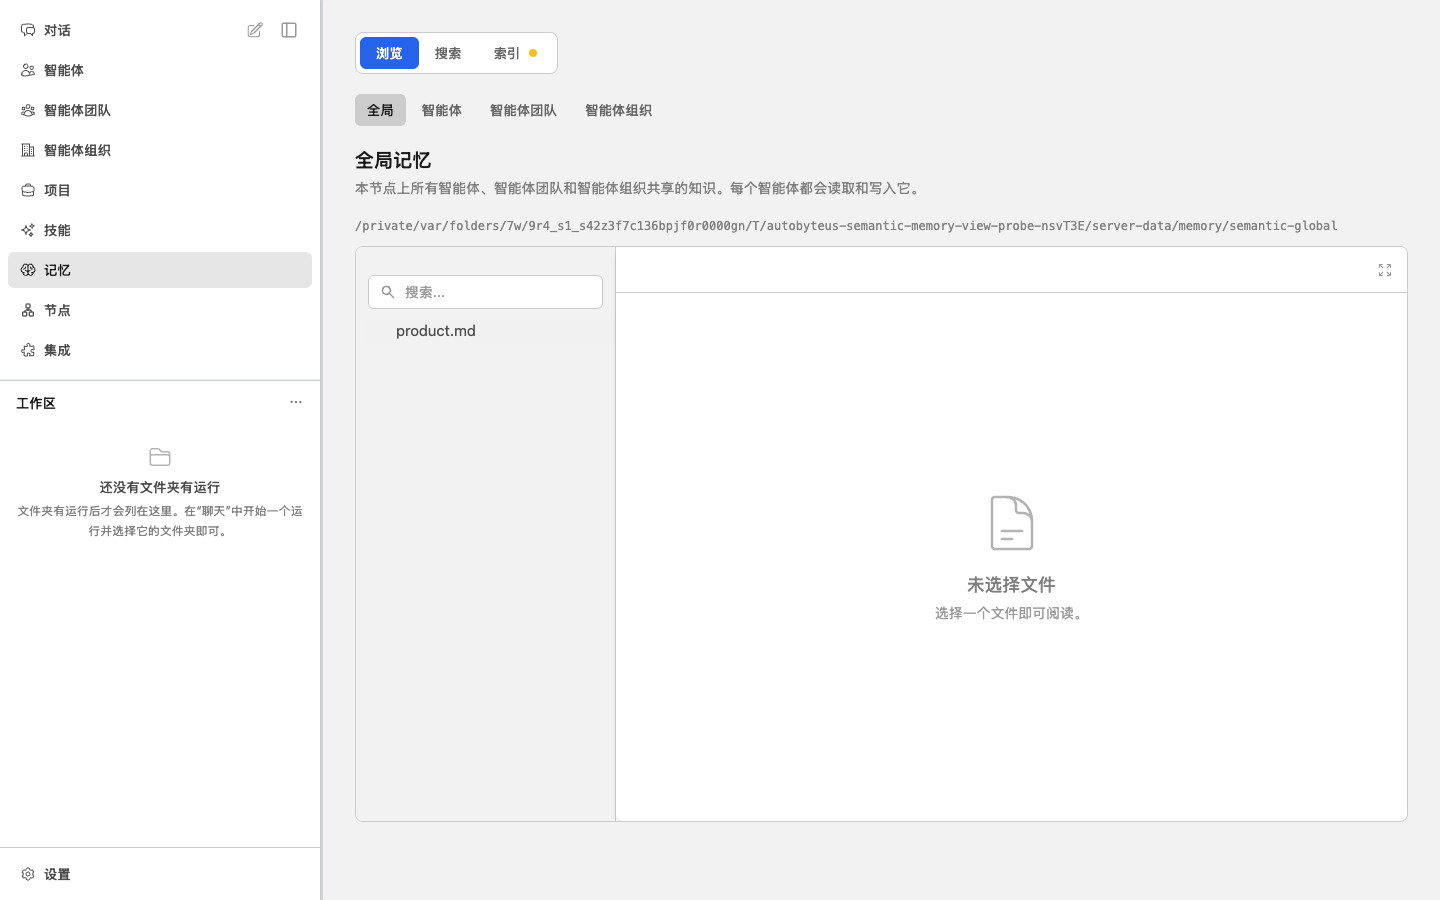 对话
智能体
智能体团队
智能体组织
项目
技能
记忆
节点
集成
工作区
还没有文件夹有运行
文件夹有运行后才会列在这里。在“聊天”中开始一个运
行并选择它的文件夹即可。
设置
浏览 搜索 索引
全局 智能体 智能体团队 智能体组织
全局记忆
本节点上所有智能体、智能体团队和智能体组织共享的知识。每个智能体都会读取和写入它。
/private/var/folders/7w/9r4_s1_s42z3f7c136bpjf0r0000gn/T/autobyteus-semantic-memory-view-probe-nsvT3E/server-data/memory/semantic-global
搜索...
product.md
未选择文件
选择一个文件即可阅读。